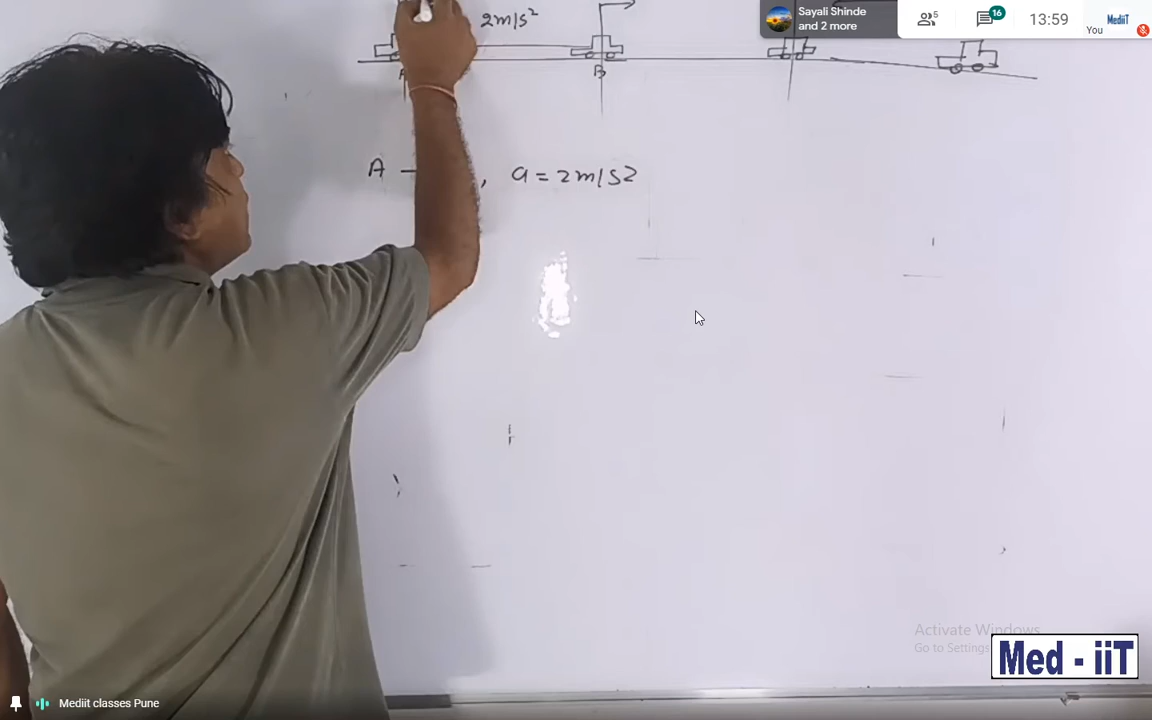 Sayali Shinde
and 2 more
5
16
13:59
MedIIT
You
2m/s²
B
A – , a = 2m/s2
Activate Windows
Go to Settings
Med - iiT
Mediit classes Pune